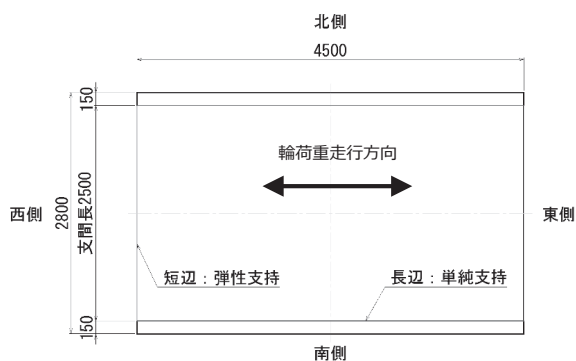 北側
4500
150
輪荷重走行方向
西側
2800
支間長2500
東側
短辺：弾性支持
長辺：単純支持
150
南側